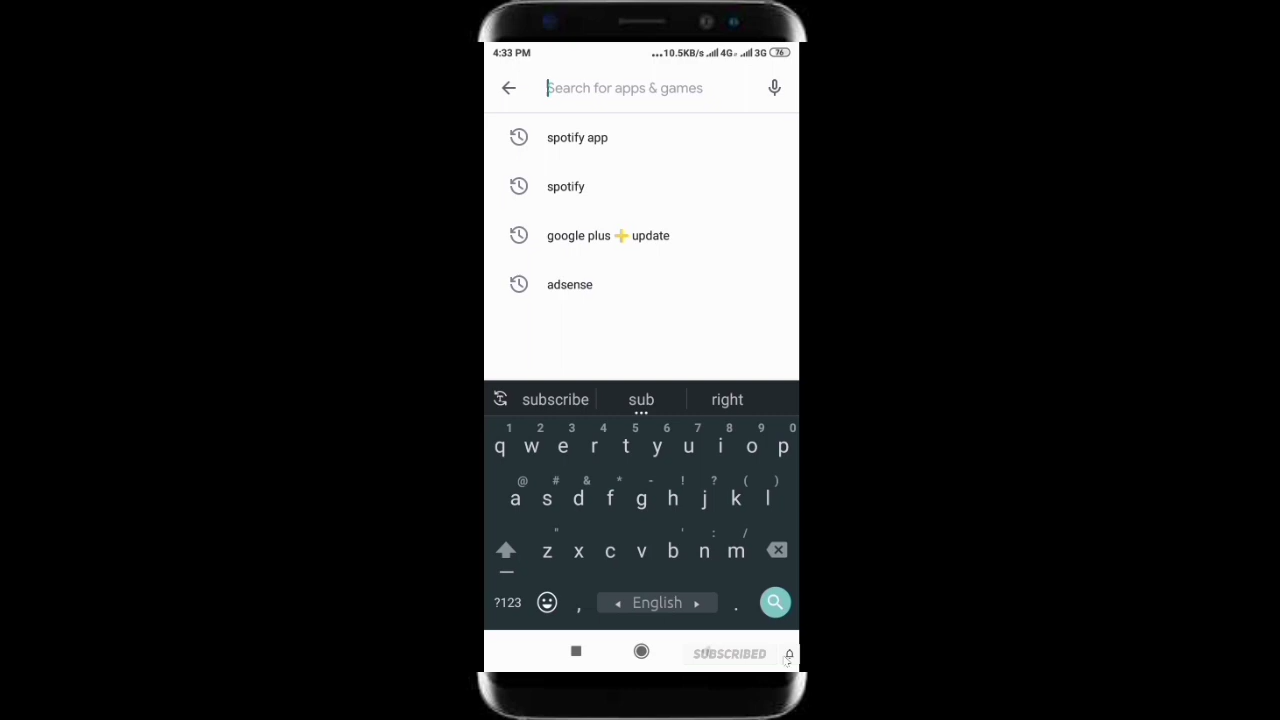 4:33 PM ...10.5KB/s 4G 3G 76
Search for apps & games
spotify app
spotify
google plus ➕ update
adsense
subscribe sub right
1 2 3 4 5 6 7 8 9 0
q w e r t y u i o p
@ # & * - ! ? ( )
a s d f g h j k l
" ' : /
z x c v b n m
?123 , English .
SUBSCRIBED